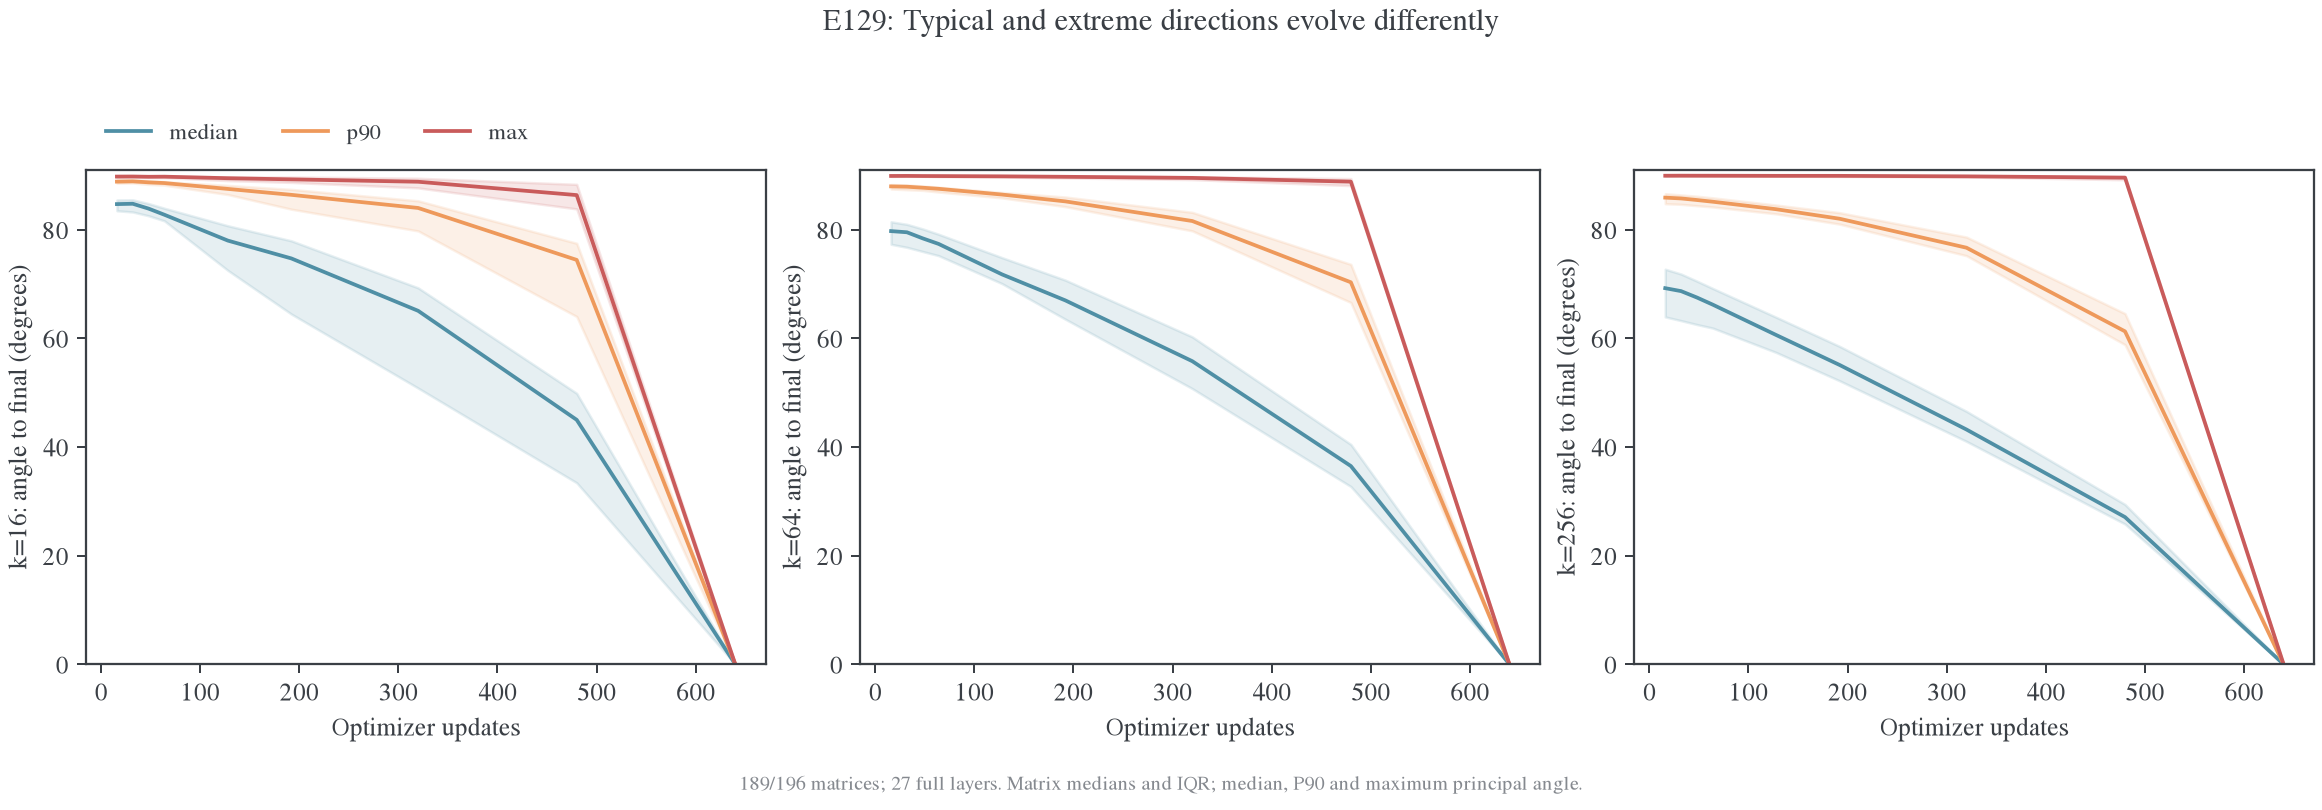 E129: Typical and extreme directions evolve differently
median p90 max
k=16: angle to final (degrees)
80
60
40
20
0
0 100 200 300 400 500 600
Optimizer updates
k=64: angle to final (degrees)
80
60
40
20
0
0 100 200 300 400 500 600
Optimizer updates
k=256: angle to final (degrees)
80
60
40
20
0
0 100 200 300 400 500 600
Optimizer updates
189/196 matrices; 27 full layers. Matrix medians and IQR; median, P90 and maximum principal angle.